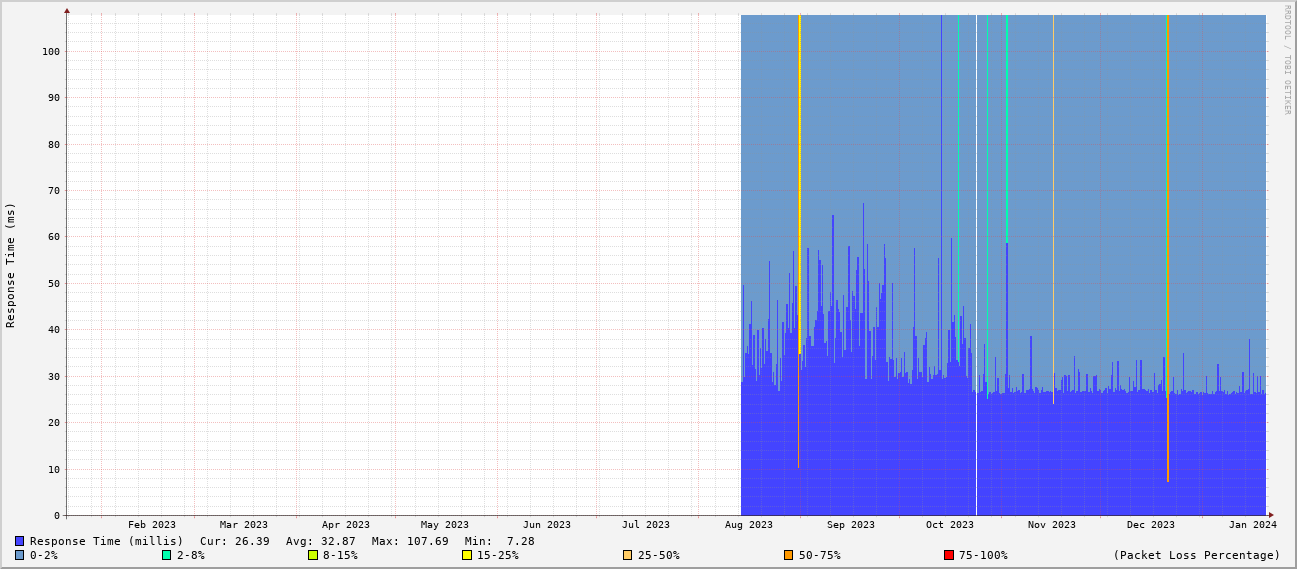 RRDTOOL / TOBI OETIKER
Response Time (ms)
100
90
80
70
60
50
40
30
20
10
0
Feb 2023 Mar 2023 Apr 2023 May 2023 Jun 2023 Jul 2023 Aug 2023 Sep 2023 Oct 2023 Nov 2023 Dec 2023 Jan 2024
Response Time (millis) Cur: 26.39 Avg: 32.87 Max: 107.69 Min: 7.28
0-2% 2-8% 8-15% 15-25% 25-50% 50-75% 75-100% (Packet Loss Percentage)